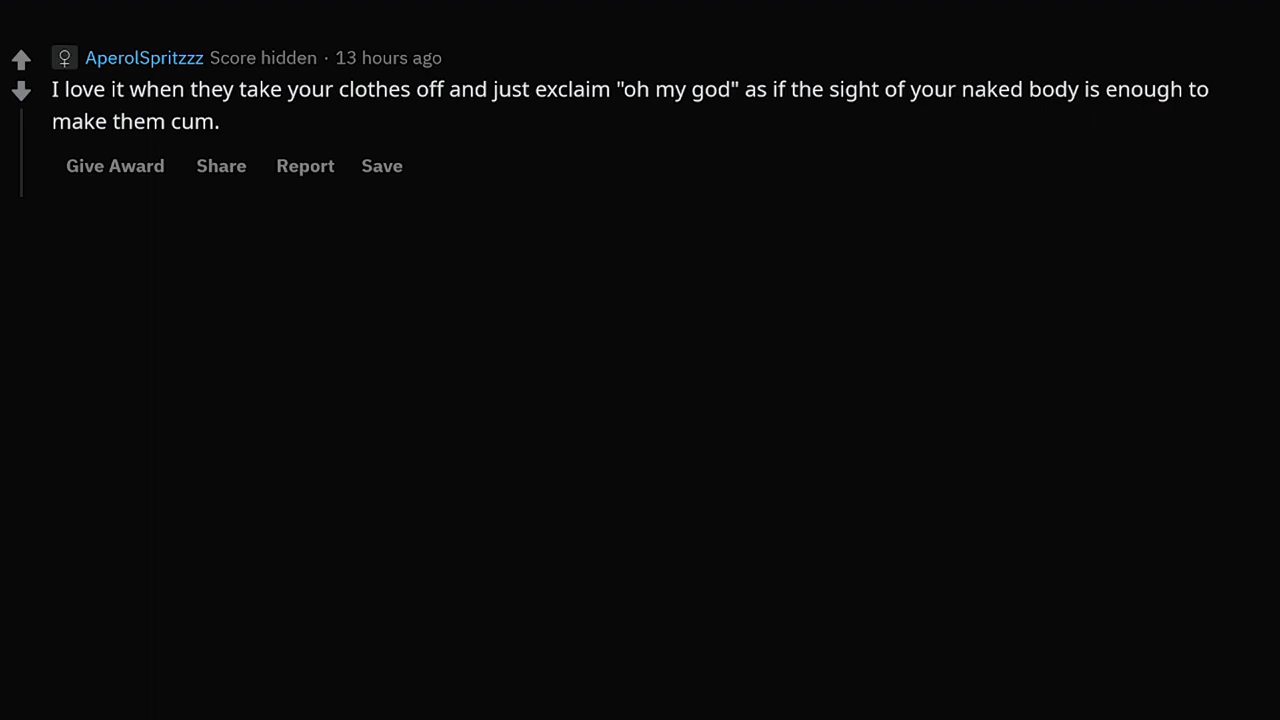 AperolSpritzzz Score hidden · 13 hours ago
I love it when they take your clothes off and just exclaim "oh my god" as if the sight of your naked body is enough to
make them cum.
Give Award Share Report Save